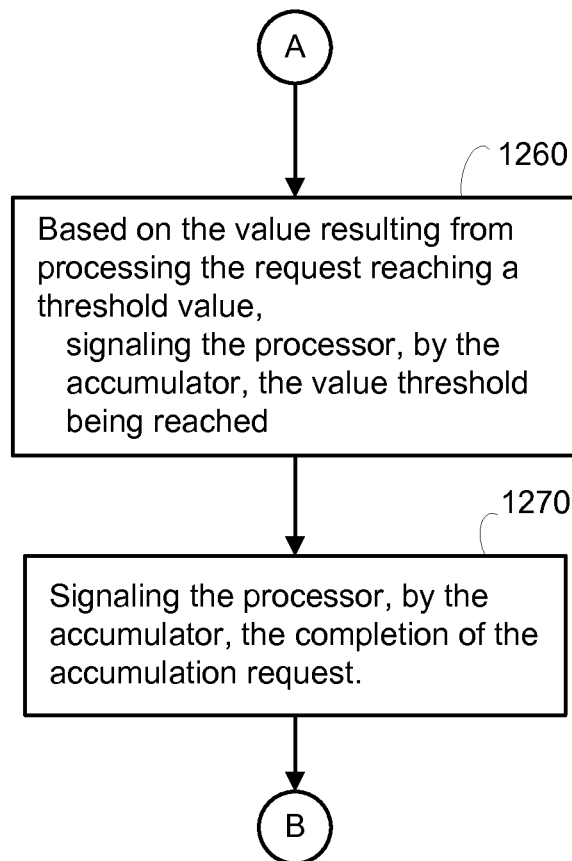 A
1260
Based on the value resulting from
processing the request reaching a
threshold value,
signaling the processor, by the
accumulator, the value threshold
being reached
1270
Signaling the processor, by the
accumulator, the completion of the
accumulation request.
B